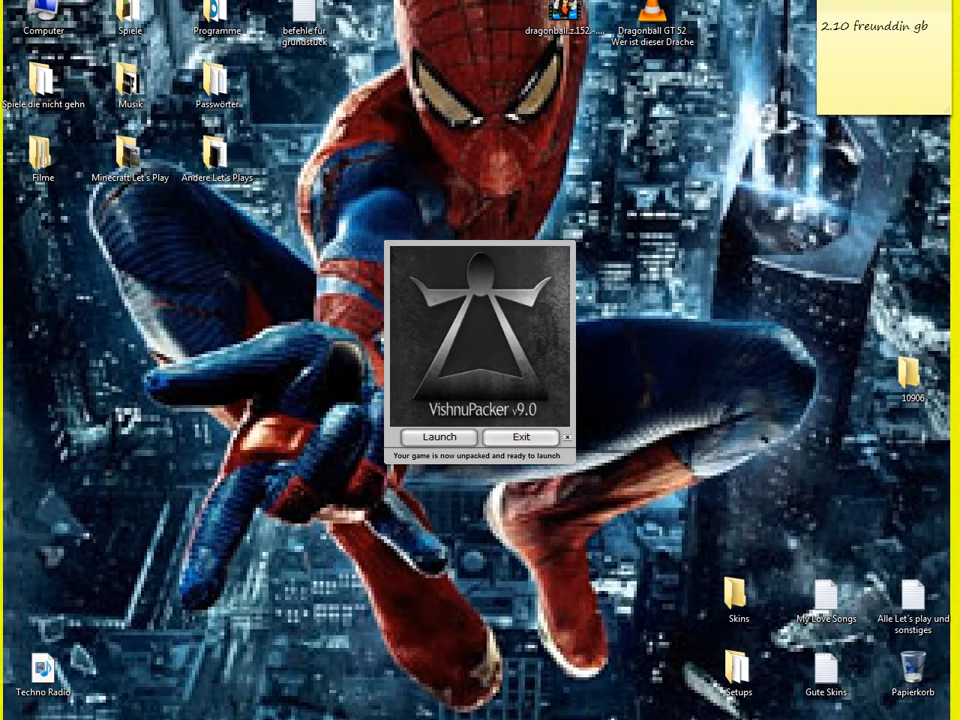 Computer
Spiele
Programme
befehle für
grundstück
dragonball.z.152.-....
Dragonball GT 52
Wer ist dieser Drache
2.10 freunddin gb
Spiele die nicht gehn
Musik
Passwörter
Filme
Minecraft Let's Play
Andere Let's Plays
VishnuPacker v9.0
Launch
Exit
x
Your game is now unpacked and ready to launch
10906
Skins
My Love Songs
Alle Let's play und
sonstiges
Techno Radio
Setups
Gute Skins
Papierkorb